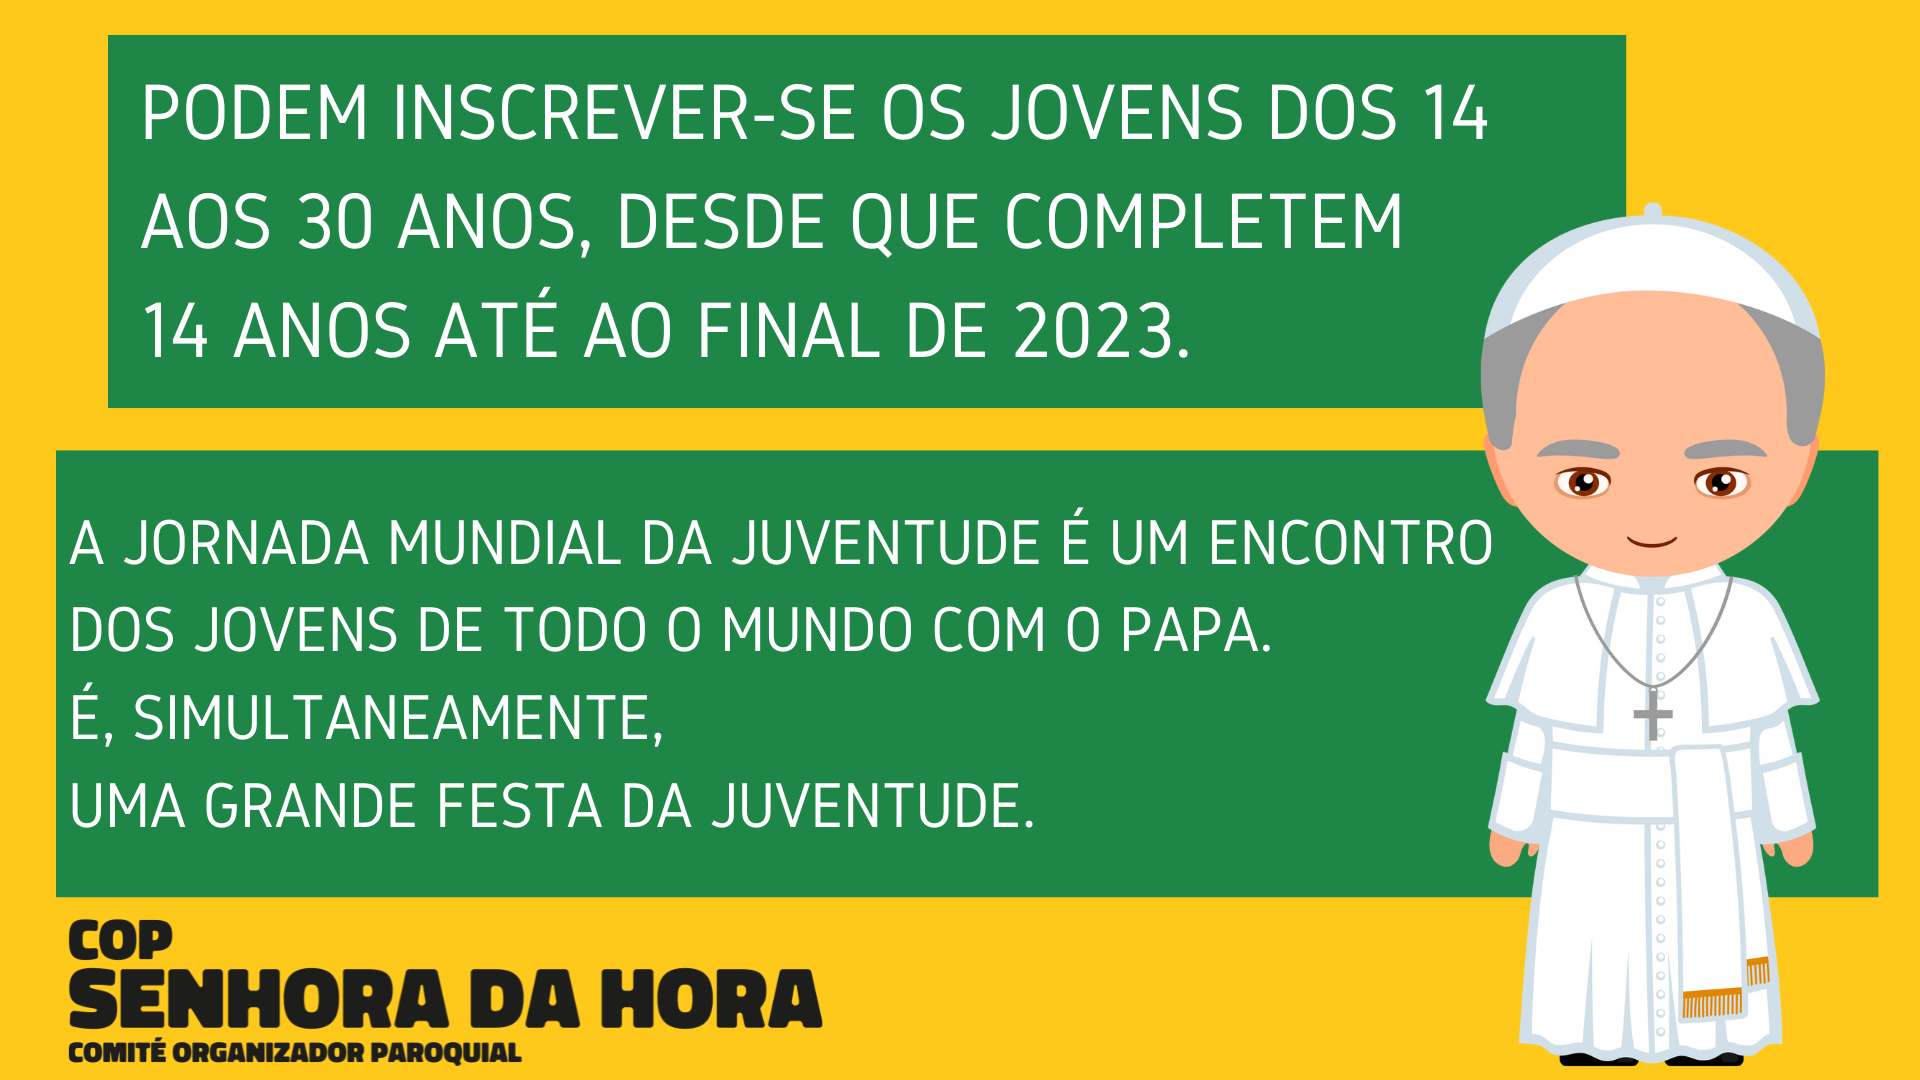 PODEM INSCREVER-SE OS JOVENS DOS 14
AOS 30 ANOS, DESDE QUE COMPLETEM
14 ANOS ATÉ AO FINAL DE 2023.
A JORNADA MUNDIAL DA JUVENTUDE É UM ENCONTRO
DOS JOVENS DE TODO O MUNDO COM O PAPA.
É, SIMULTANEAMENTE,
UMA GRANDE FESTA DA JUVENTUDE.
COP
SENHORA DA HORA
COMITÉ ORGANIZADOR PAROQUIAL